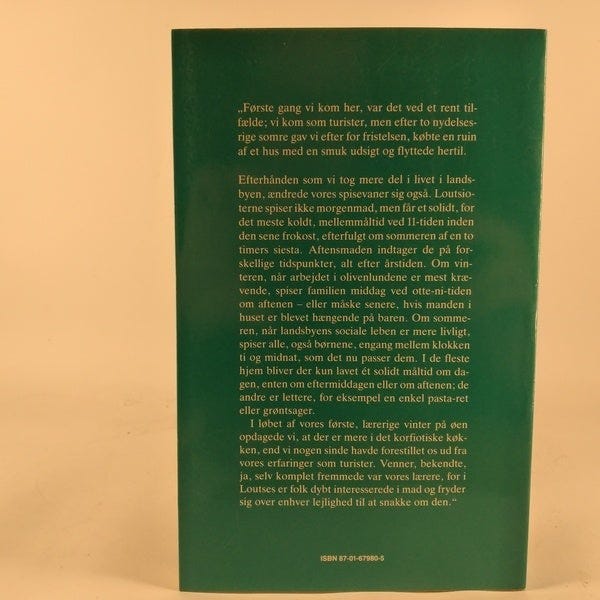 „Første gang vi kom her, var det ved et rent til-
fælde; vi kom som turister, men efter to nydelses-
rige somre gav vi efter for fristelsen, købte en ruin
af et hus med en smuk udsigt og flyttede hertil.
Efterhånden som vi tog mere del i livet i lands-
byen, ændrede vores spisevaner sig også. Loutsio-
terne spiser ikke morgenmad, men får et solidt, for
det meste koldt, mellemmåltid ved 11-tiden inden
den sene frokost, efterfulgt om sommeren af en to
timers siesta. Aftensmaden indtager de på for-
skellige tidspunkter, alt efter årstiden. Om vin-
teren, når arbejdet i olivenlundene er mest kræ-
vende, spiser familien middag ved otte-ni-tiden
om aftenen – eller måske senere, hvis manden i
huset er blevet hængende på baren. Om somme-
ren, når landsbyens sociale leben er mere livligt,
spiser alle, også børnene, engang mellem klokken
ti og midnat, som det nu passer dem. I de fleste
hjem bliver der kun lavet ét solidt måltid om da-
gen, enten om eftermiddagen eller om aftenen; de
andre er lettere, for eksempel en enkel pasta-ret
eller grøntsager.
I løbet af vores første, lærerige vinter på øen
opdagede vi, at der er mere i det korfiotiske køk-
ken, end vi nogen sinde havde forestillet os ud fra
vores erfaringer som turister. Venner, bekendte,
ja, selv komplet fremmede var vores lærere, for i
Loutses er folk dybt interesserede i mad og fryder
sig over enhver lejlighed til at snakke om den.“
ISBN 87-01-67980-5